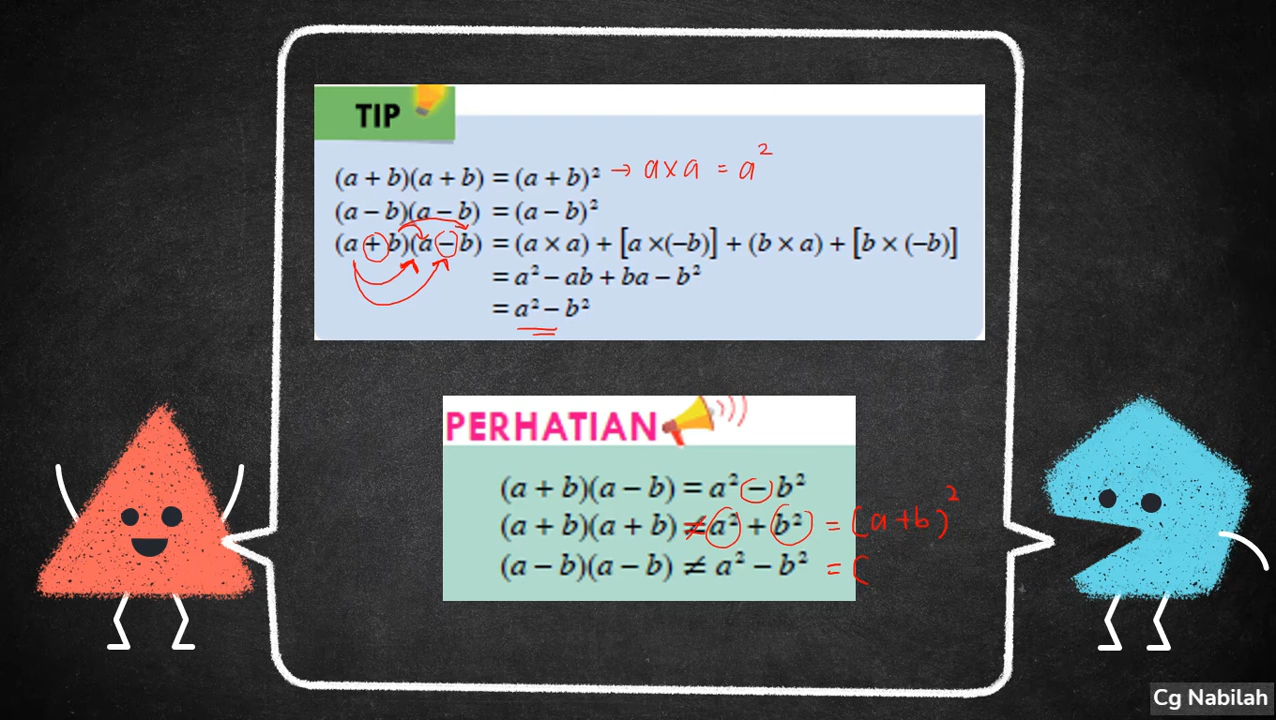 TIP
(a + b)(a + b) = (a + b)² → a x a = a²
(a − b)(a − b) = (a − b)²
(a + b)(a − b) = (a × a) + [a ×(−b)] + (b × a) + [b × (−b)]
= a² − ab + ba − b²
= a² − b²
PERHATIAN
(a + b)(a − b) = a² − b²
(a + b)(a + b) ≠ a² + b² = (a + b)²
(a − b)(a − b) ≠ a² − b² = (
Cg Nabilah